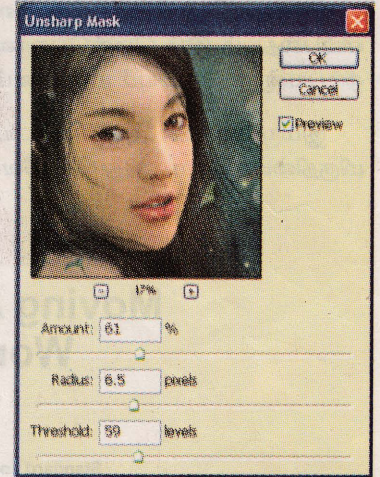 Unsharp Mask
OK
Cancel
Preview
17%
Amount: 61 %
Radius: 6.5 pixels
Threshold: 59 levels